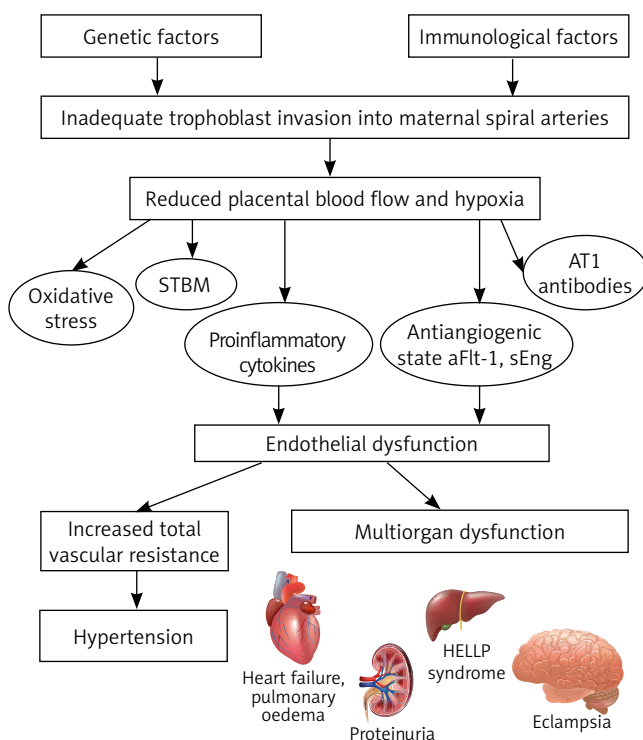 Genetic factors
Immunological factors
Inadequate trophoblast invasion into maternal spiral arteries
Reduced placental blood flow and hypoxia
Oxidative
stress
STBM
Proinflammatory
cytokines
Antiangiogenic
state aFlt-1, sEng
AT1
antibodies
Endothelial dysfunction
Increased total
vascular resistance
Multiorgan dysfunction
Hypertension
Heart failure,
pulmonary
oedema
Proteinuria
HELLP
syndrome
Eclampsia